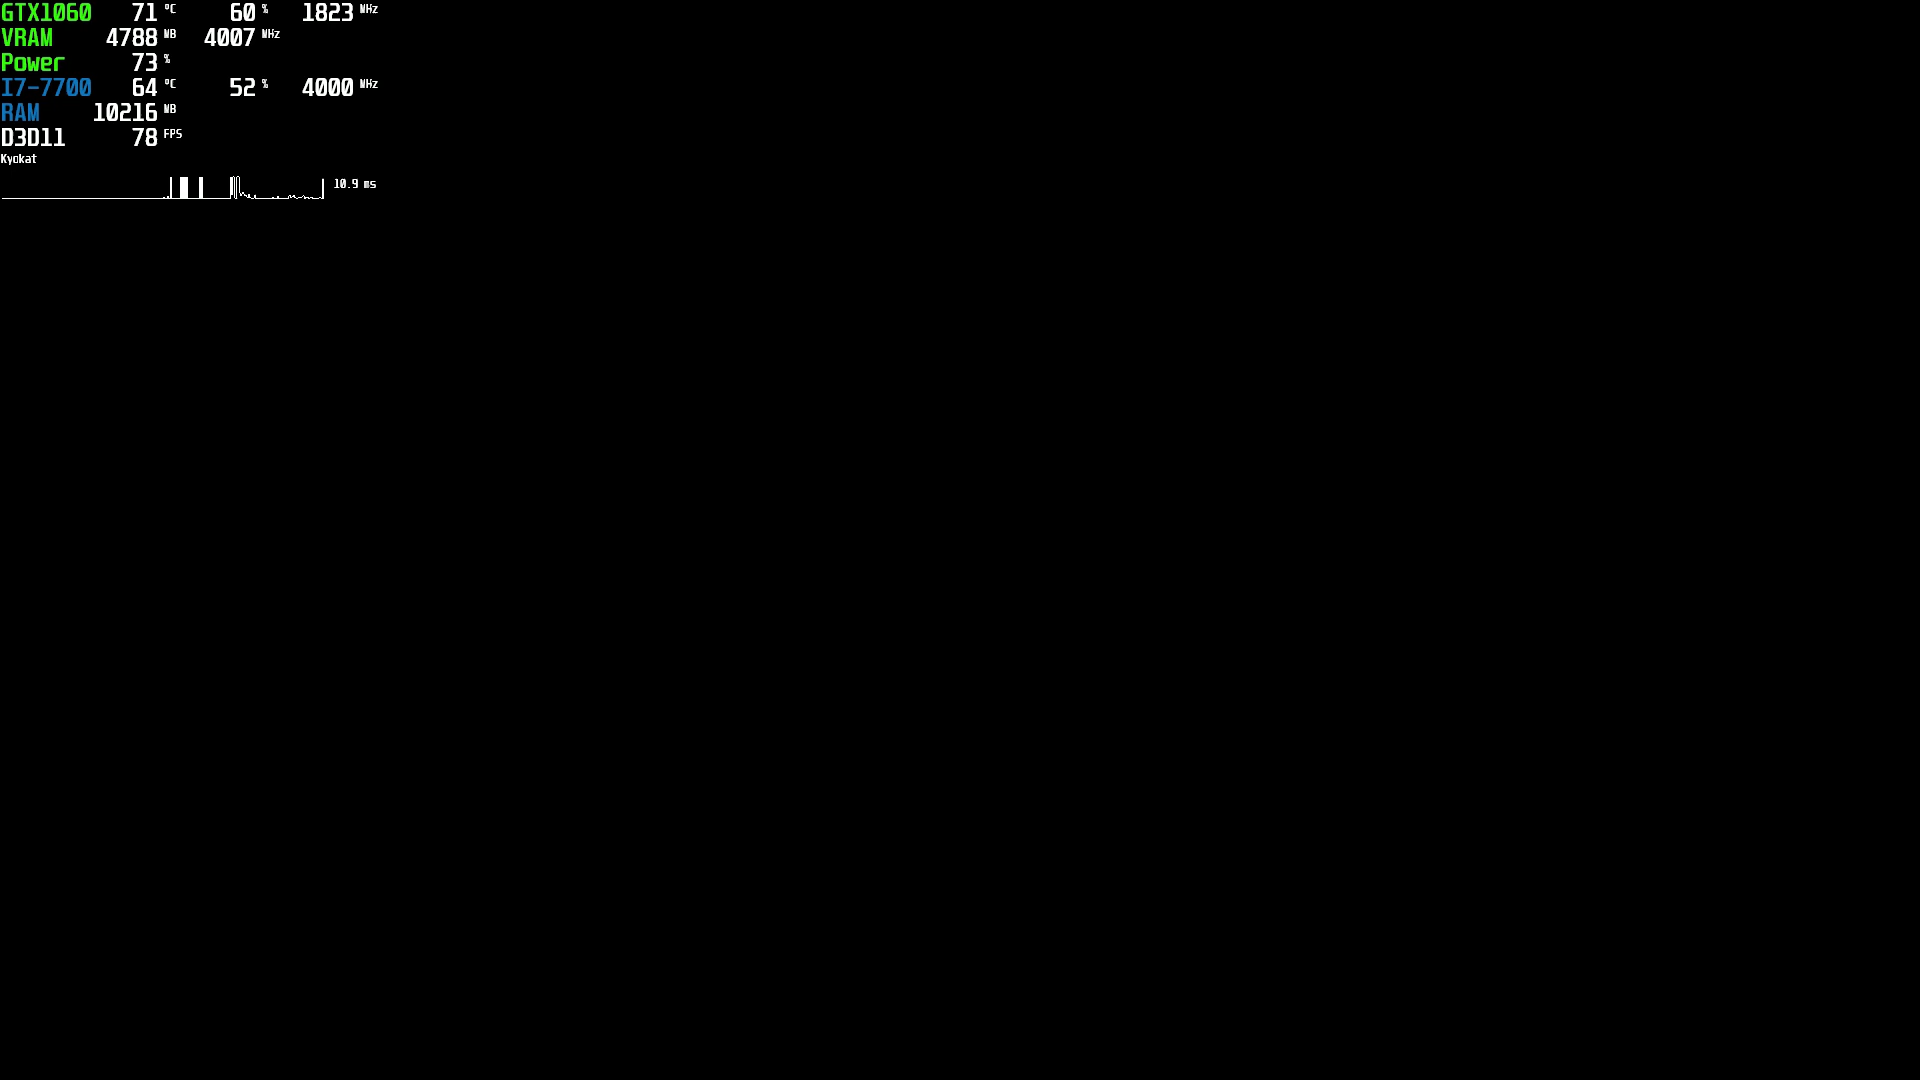 GTX1060 71 °C 60 % 1823 MHz
VRAM 4788 MB 4007 MHz
Power 73 %
I7-7700 64 °C 52 % 4000 MHz
RAM 10216 MB
D3D11 78 FPS
Kyokat
10.9 ms